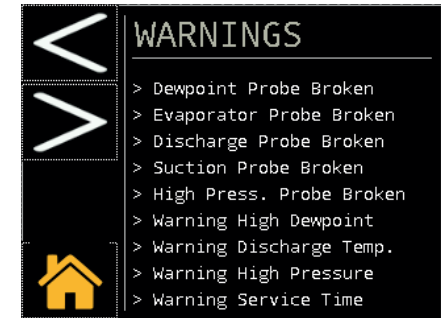 WARNINGS
> Dewpoint Probe Broken
> Evaporator Probe Broken
> Discharge Probe Broken
> Suction Probe Broken
> High Press. Probe Broken
> Warning High Dewpoint
> Warning Discharge Temp.
> Warning High Pressure
> Warning Service Time